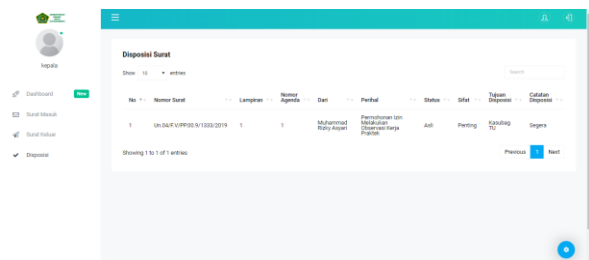 kepala
Dashboard New
Surat Masuk
Surat Keluar
Disposisi
Disposisi Surat
Show 10 entries
Search
No Nomor Surat Lampiran Nomor Agenda Dari Perihal Status Sifat Tujuan Disposisi Catatan Disposisi
1 Un.04/F.V/PP.00.9/1333/2019 1 1 Muhammad Rizky Asyari Permohonan Izin Melakukan Observasi Kerja Praktek Asli Penting Kasubag TU Segera
Showing 1 to 1 of 1 entries
Previous 1 Next